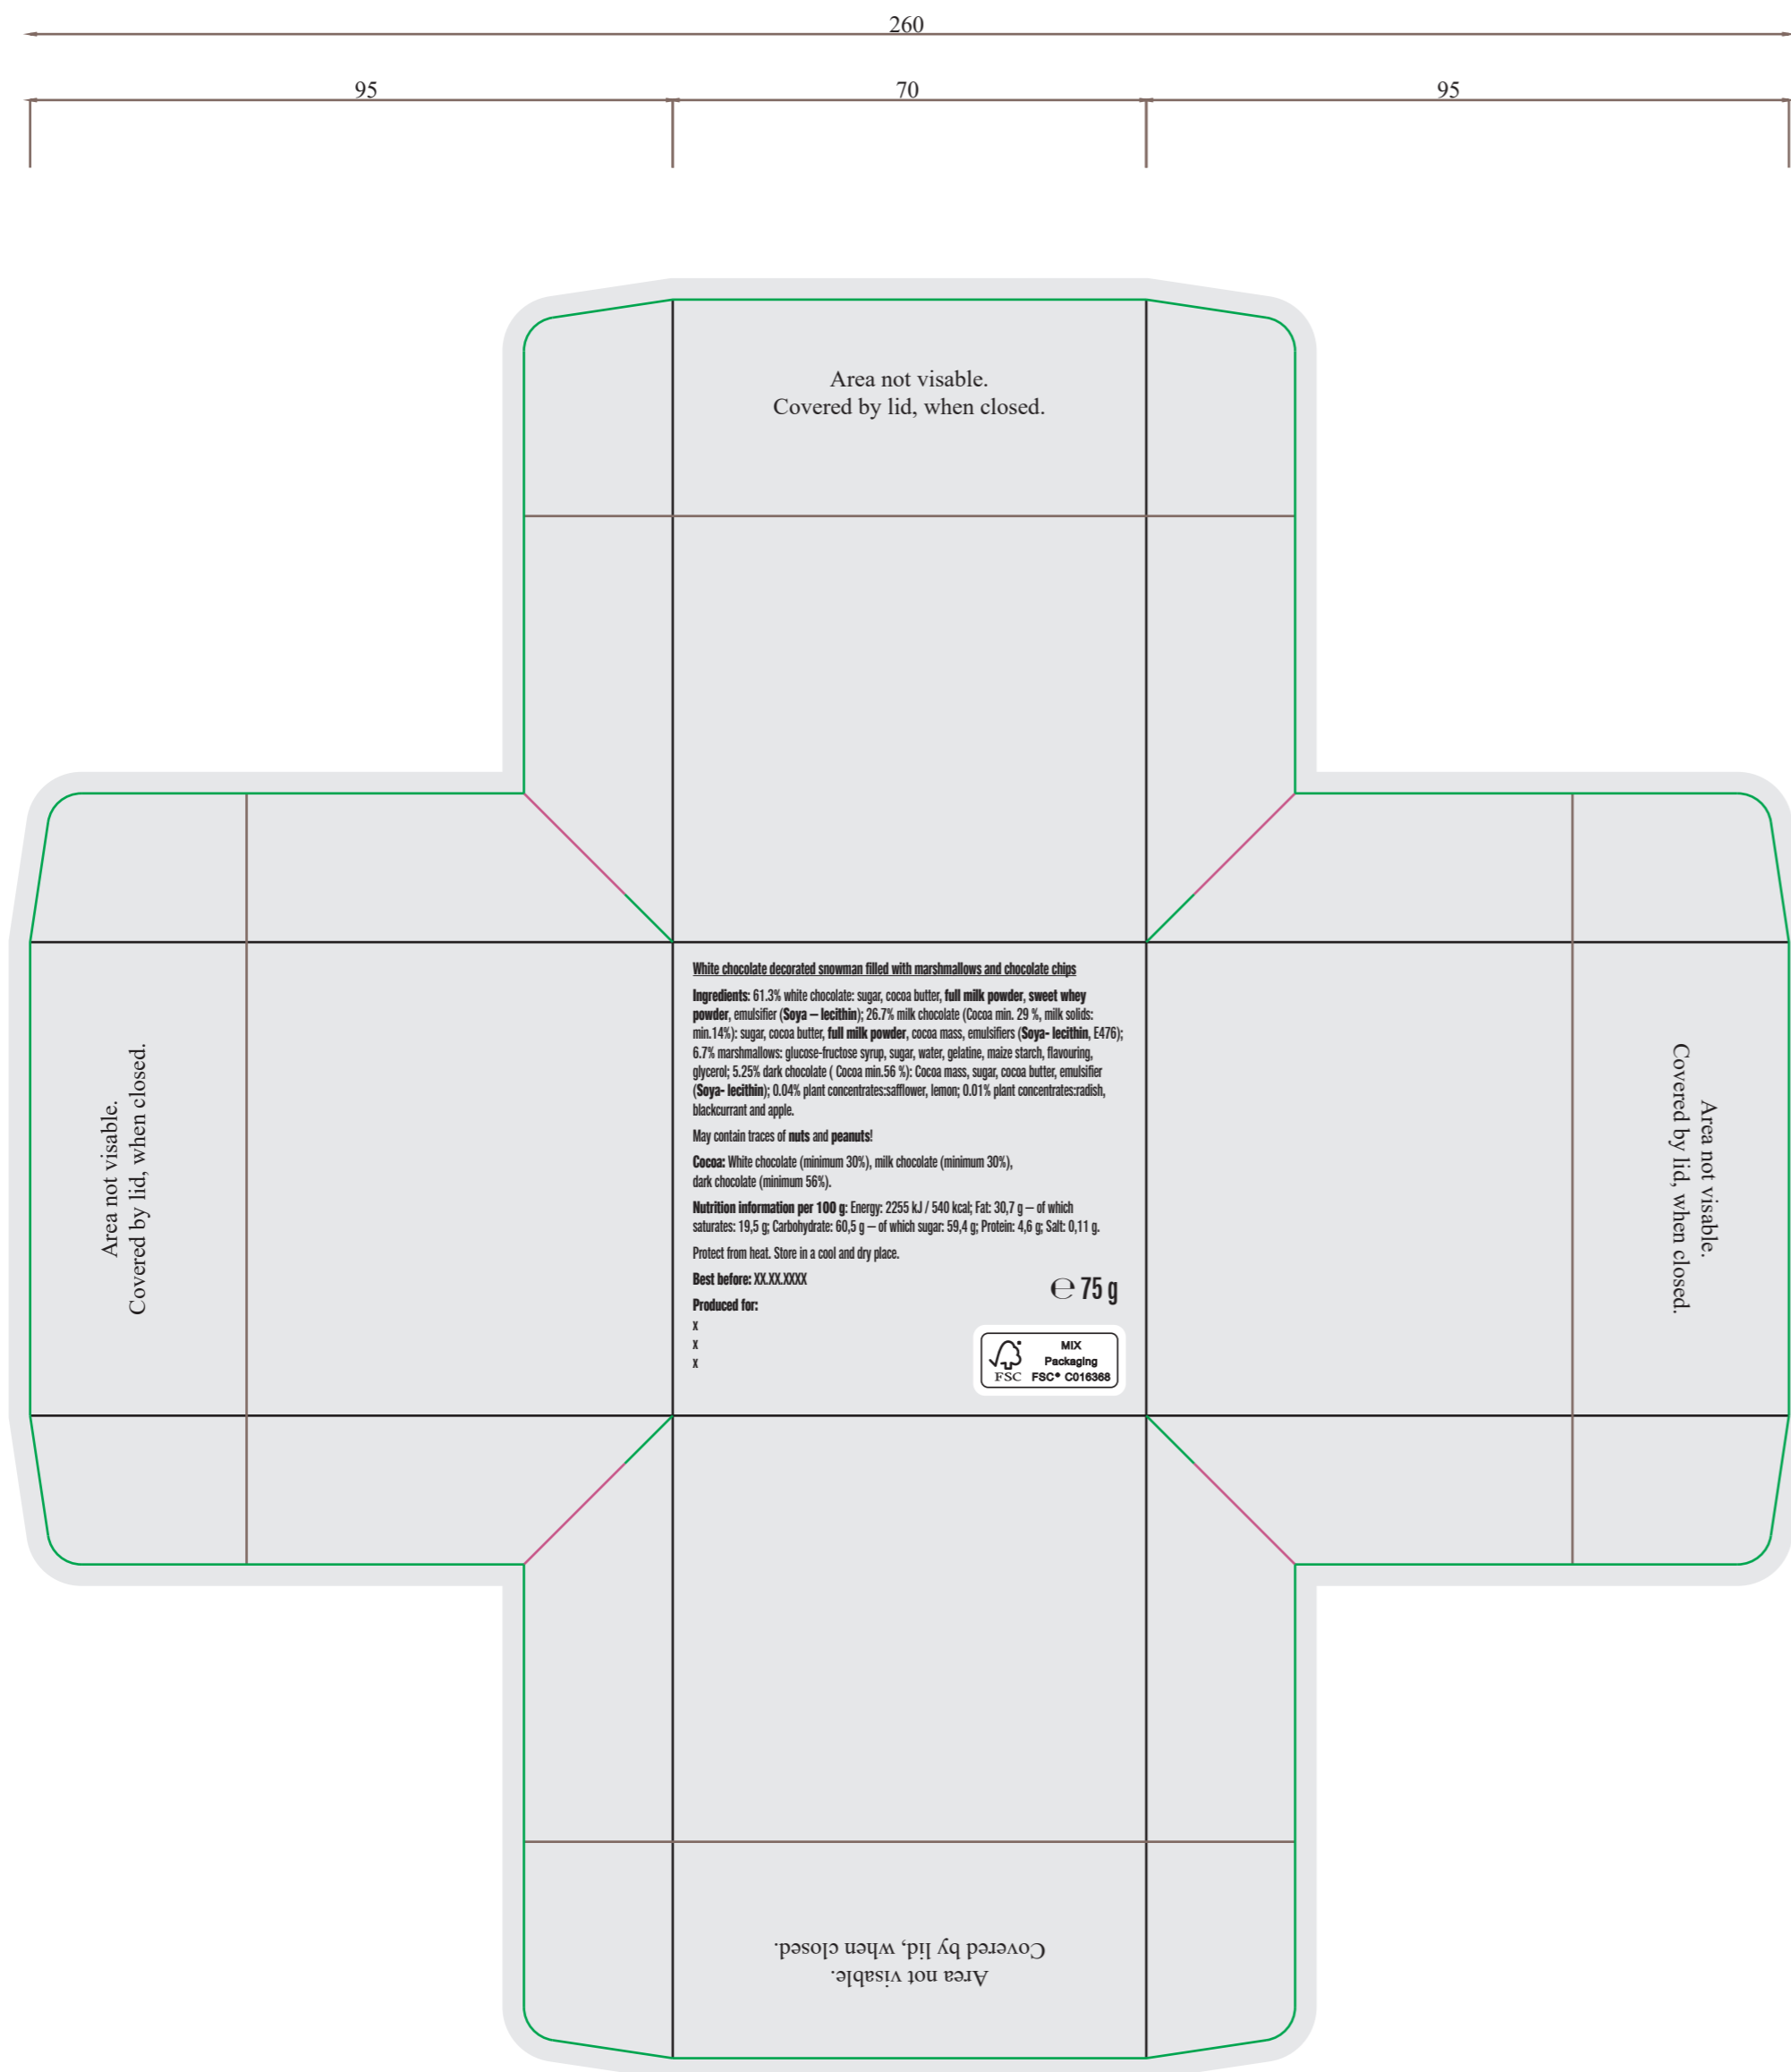 260
95
70
95
Area not visable.
Covered by lid, when closed.
Area not visable.
Covered by lid, when closed.
White chocolate decorated snowman filled with marshmallows and chocolate chips
Ingredients: 61.3% white chocolate: sugar, cocoa butter, full milk powder, sweet whey
powder, emulsifier (Soya – lecithin); 26.7% milk chocolate (Cocoa min. 29 %, milk solids:
min.14%): sugar, cocoa butter, full milk powder, cocoa mass, emulsifiers (Soya- lecithin, E476);
6.7% marshmallows: glucose-fructose syrup, sugar, water, gelatine, maize starch, flavouring,
glycerol; 5.25% dark chocolate ( Cocoa min.56 %): Cocoa mass, sugar, cocoa butter, emulsifier
(Soya- lecithin); 0.04% plant concentrates:safflower, lemon; 0.01% plant concentrates:radish,
blackcurrant and apple.
May contain traces of nuts and peanuts!
Cocoa: White chocolate (minimum 30%), milk chocolate (minimum 30%),
dark chocolate (minimum 56%).
Nutrition information per 100 g: Energy: 2255 kJ / 540 kcal; Fat: 30,7 g – of which
saturates: 19,5 g; Carbohydrate: 60,5 g – of which sugar: 59,4 g; Protein: 4,6 g; Salt: 0,11 g.
Protect from heat. Store in a cool and dry place.
Best before: XX.XX.XXXX
℮ 75 g
Produced for:
x
x
x
MIX
Packaging
FSC FSC® C016368
Area not visable.
Covered by lid, when closed.
Area not visable.
Covered by lid, when closed.